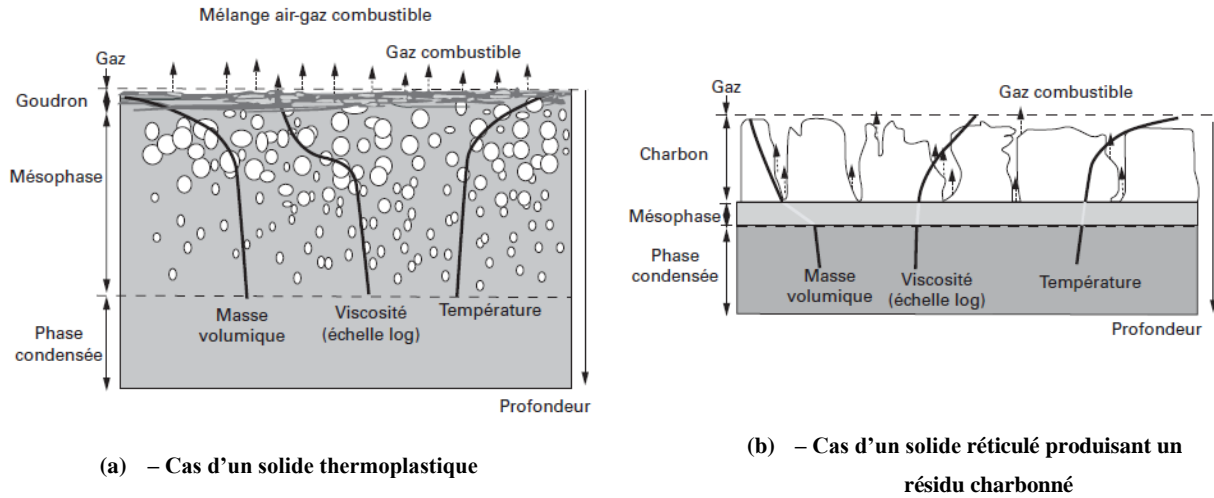 Mélange air-gaz combustible
Gaz
Gaz combustible
Goudron
Mésophase
Masse
volumique
Viscosité
(échelle log)
Température
Phase
condensée
Profondeur
(a) – Cas d'un solide thermoplastique
Gaz
Gaz combustible
Charbon
Mésophase
Phase
condensée
Masse
volumique
Viscosité
(échelle log)
Température
Profondeur
(b) – Cas d'un solide réticulé produisant un
résidu charbonné